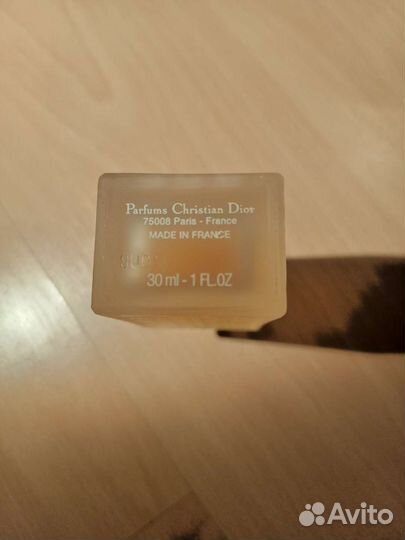 Parfums Christian Dior
75008 Paris - France
MADE IN FRANCE
30 ml - 1 FL.OZ
Avito